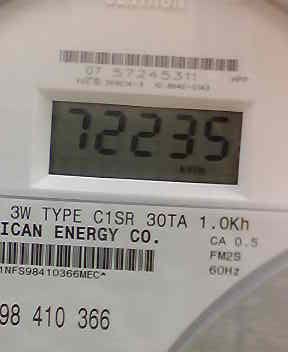 07 57245311
72235
3W TYPE C1SR 30TA 1.0Kh
ICAN ENERGY CO.
CA 0.5
FM2S
60Hz
1NFS98410366MEC*
98 410 366